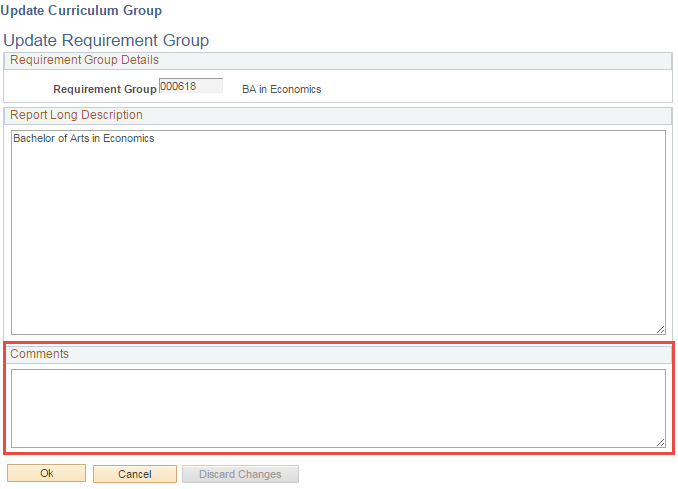 Update Curriculum Group
Update Requirement Group
Requirement Group Details
Requirement Group 000618 BA in Economics
Report Long Description
Bachelor of Arts in Economics
Comments
Ok Cancel Discard Changes